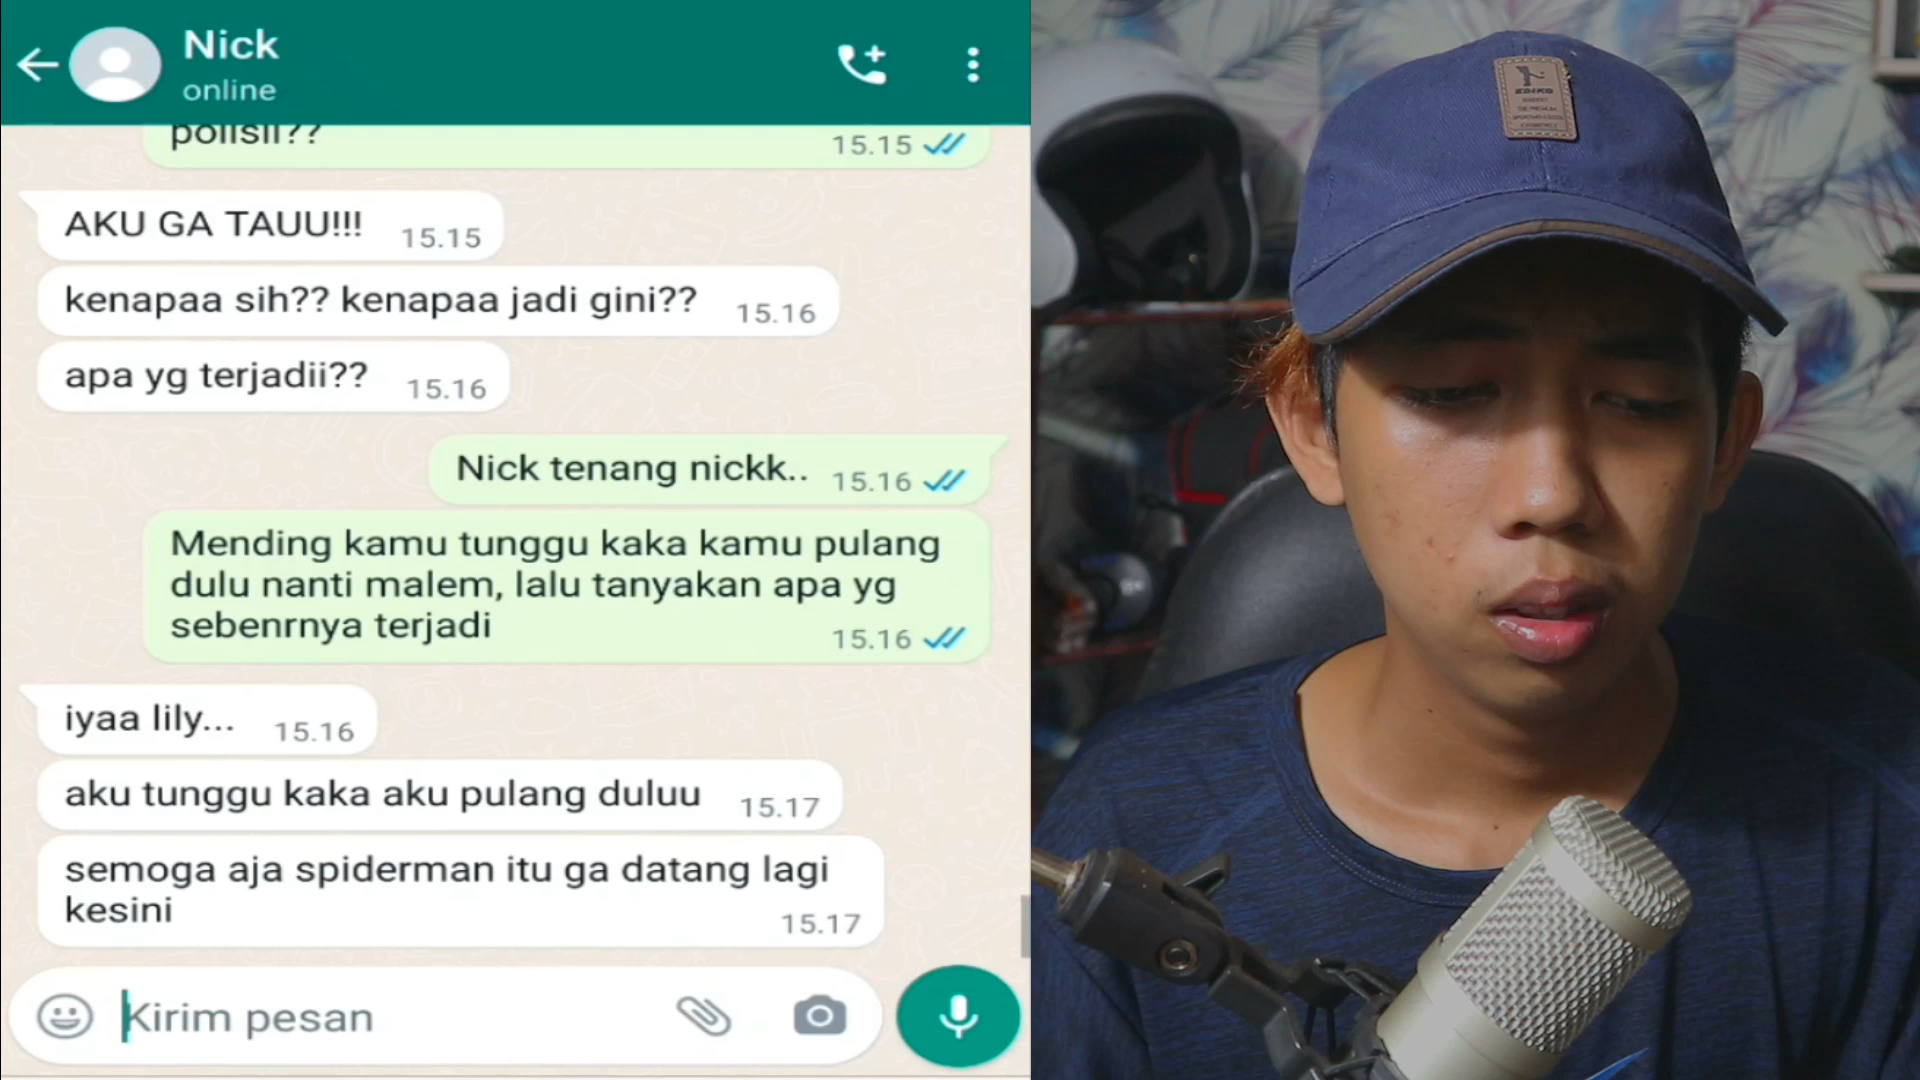 Nick
online
polisii??
15.15
AKU GA TAUU!!!
15.15
kenapaa sih?? kenapaa jadi gini??
15.16
apa yg terjadii??
15.16
Nick tenang nickk..
15.16
Mending kamu tunggu kaka kamu pulang
dulu nanti malem, lalu tanyakan apa yg
sebenrnya terjadi
15.16
iyaa lily...
15.16
aku tunggu kaka aku pulang duluu
15.17
semoga aja spiderman itu ga datang lagi
kesini
15.17
Kirim pesan
EDIKO